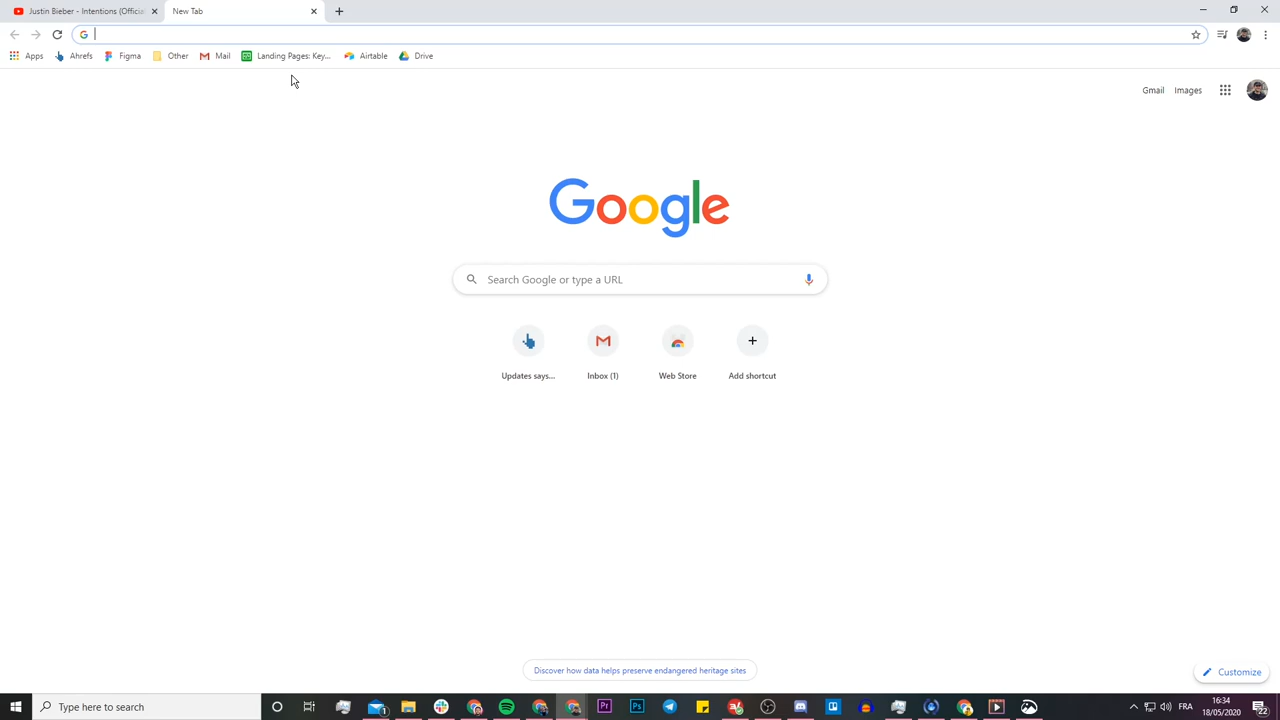 Justin Bieber - Intentions (Official
New Tab
Apps
Ahrefs
Figma
Other
Mail
Landing Pages: Key...
Airtable
Drive
Gmail
Images
Google
Search Google or type a URL
Updates says...
Inbox (1)
Web Store
Add shortcut
Discover how data helps preserve endangered heritage sites
Customize
Type here to search
FRA
16:34
18/05/2020